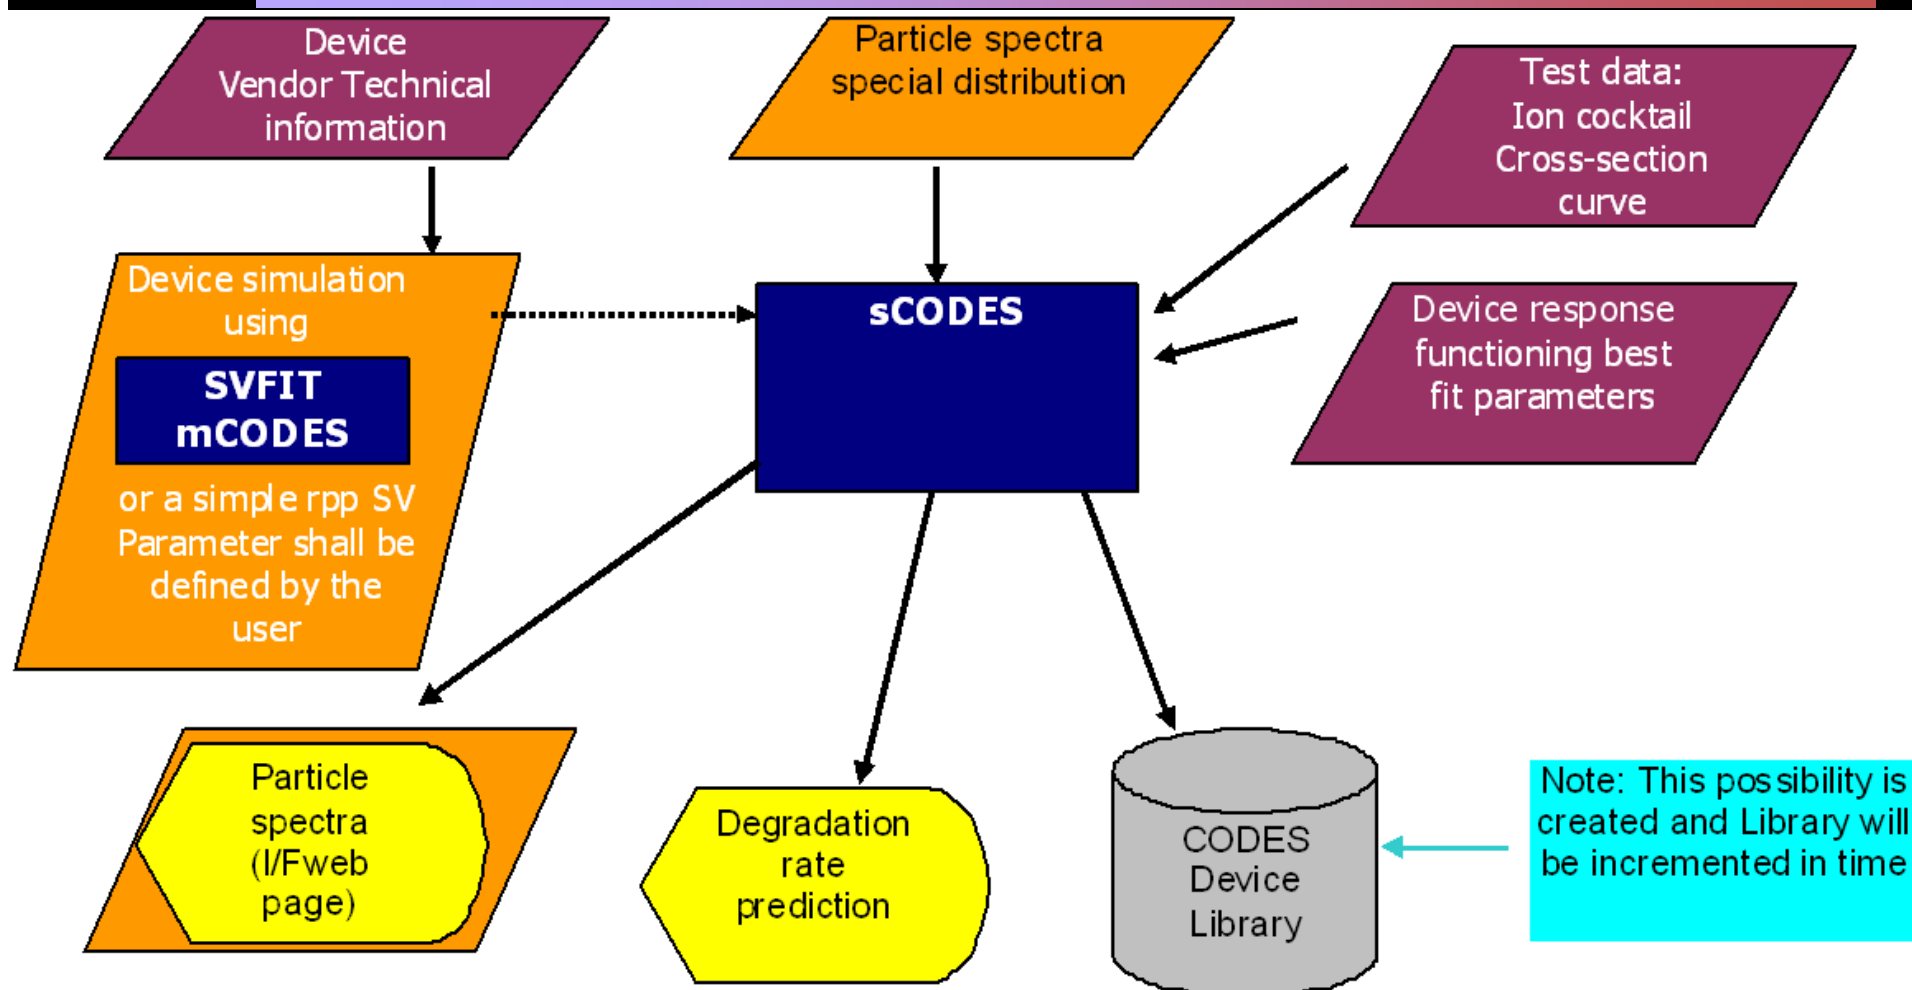 Device
Vendor Technical
information
Particle spectra
special distribution
Test data:
Ion cocktail
Cross-section
curve
Device simulation
using
SVFIT
mCODES
or a simple rpp SV
Parameter shall be
defined by the
user
sCODES
Device response
functioning best
fit parameters
Particle
spectra
(I/Fweb
page)
Degradation
rate
prediction
CODES
Device
Library
Note: This possibility is
created and Library will
be incremented in time